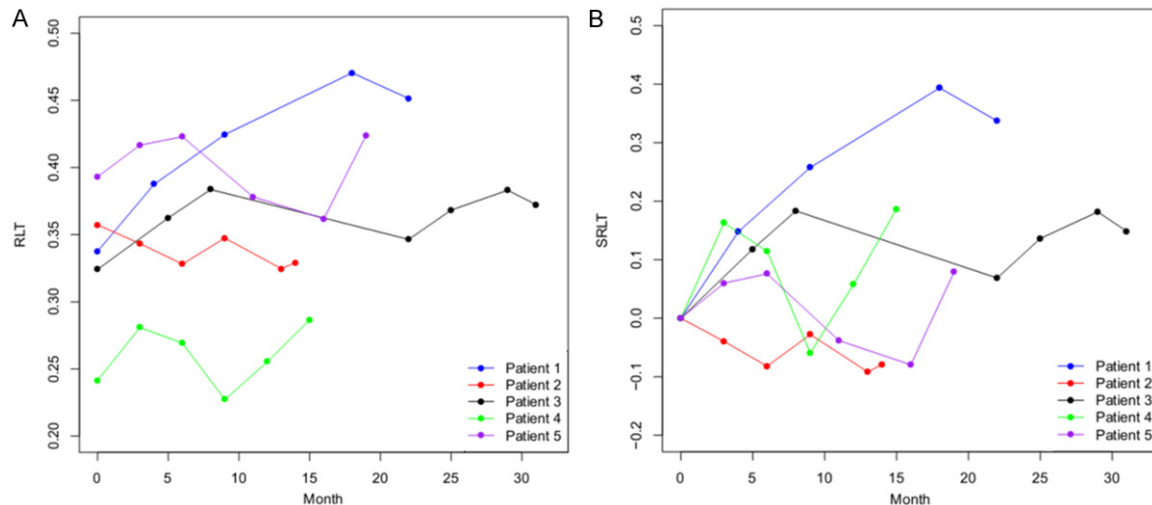 A
RLT
0.50
0.45
0.40
0.35
0.30
0.25
0.20
0 5 10 15 20 25 30
Month
Patient 1
Patient 2
Patient 3
Patient 4
Patient 5
B
SRLT
0.5
0.4
0.3
0.2
0.1
0.0
−0.1
−0.2
0 5 10 15 20 25 30
Month
Patient 1
Patient 2
Patient 3
Patient 4
Patient 5